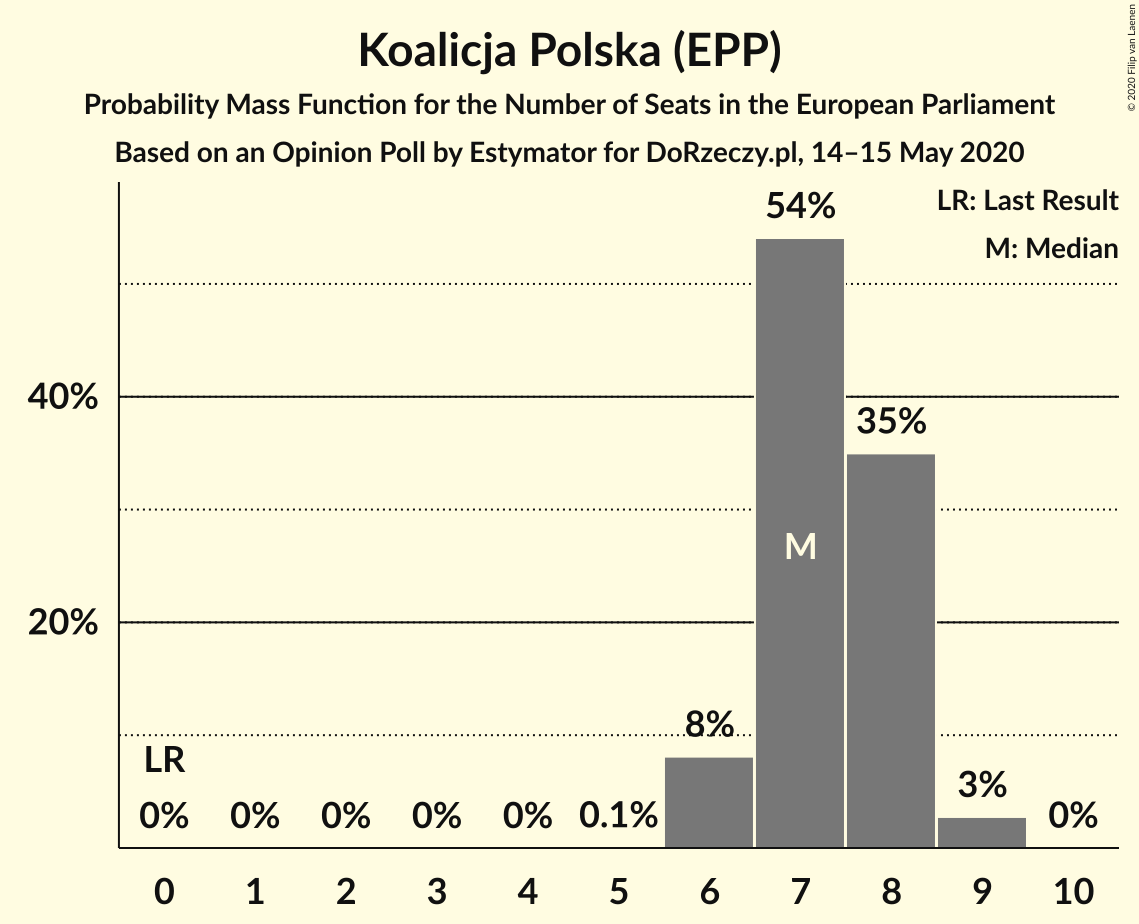 Koalicja Polska (EPP)
Probability Mass Function for the Number of Seats in the European Parliament
Based on an Opinion Poll by Estymator for DoRzeczy.pl, 14–15 May 2020
© 2020 Filip van Laenen
LR: Last Result
M: Median
54%
40%
35%
M
20%
8%
LR
3%
0% 0% 0% 0% 0% 0.1% 0%
0 1 2 3 4 5 6 7 8 9 10